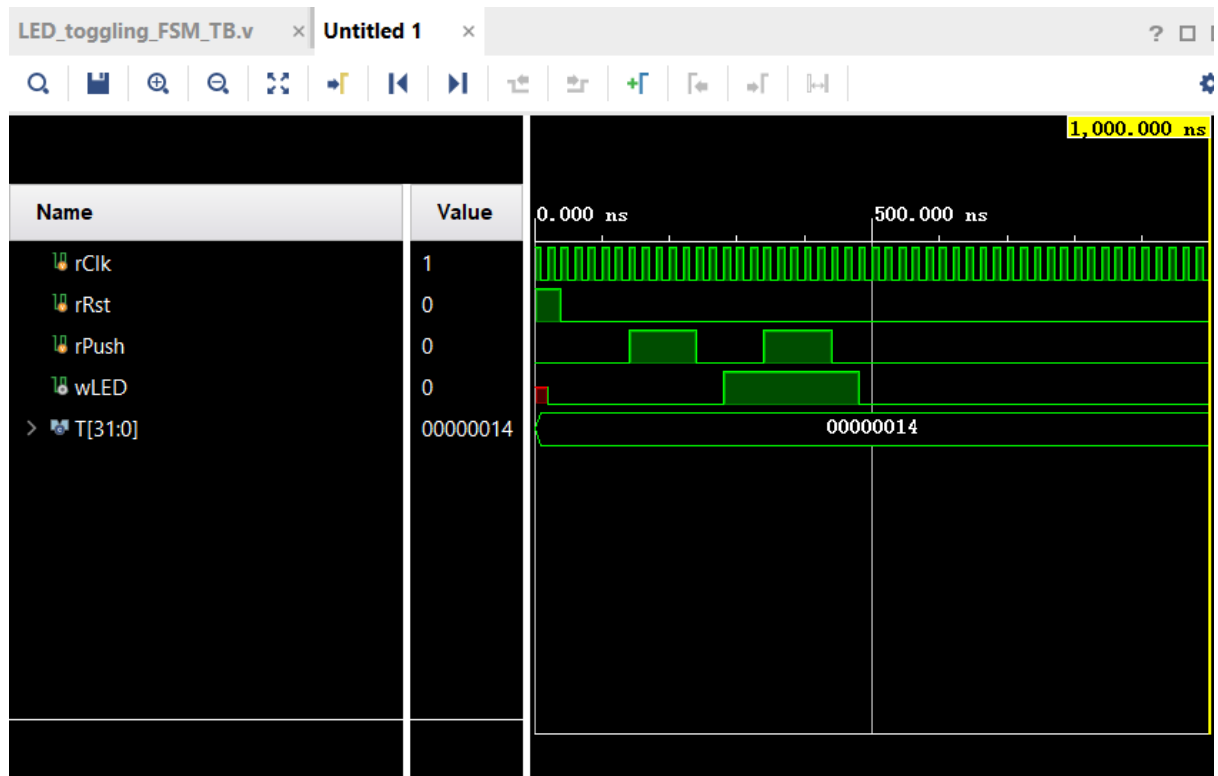 LED_toggling_FSM_TB.v × Untitled 1 × ?
1,000.000 ns
Name Value 0.000 ns 500.000 ns
rClk 1
rRst 0
rPush 0
wLED 0
> T[31:0] 00000014 00000014